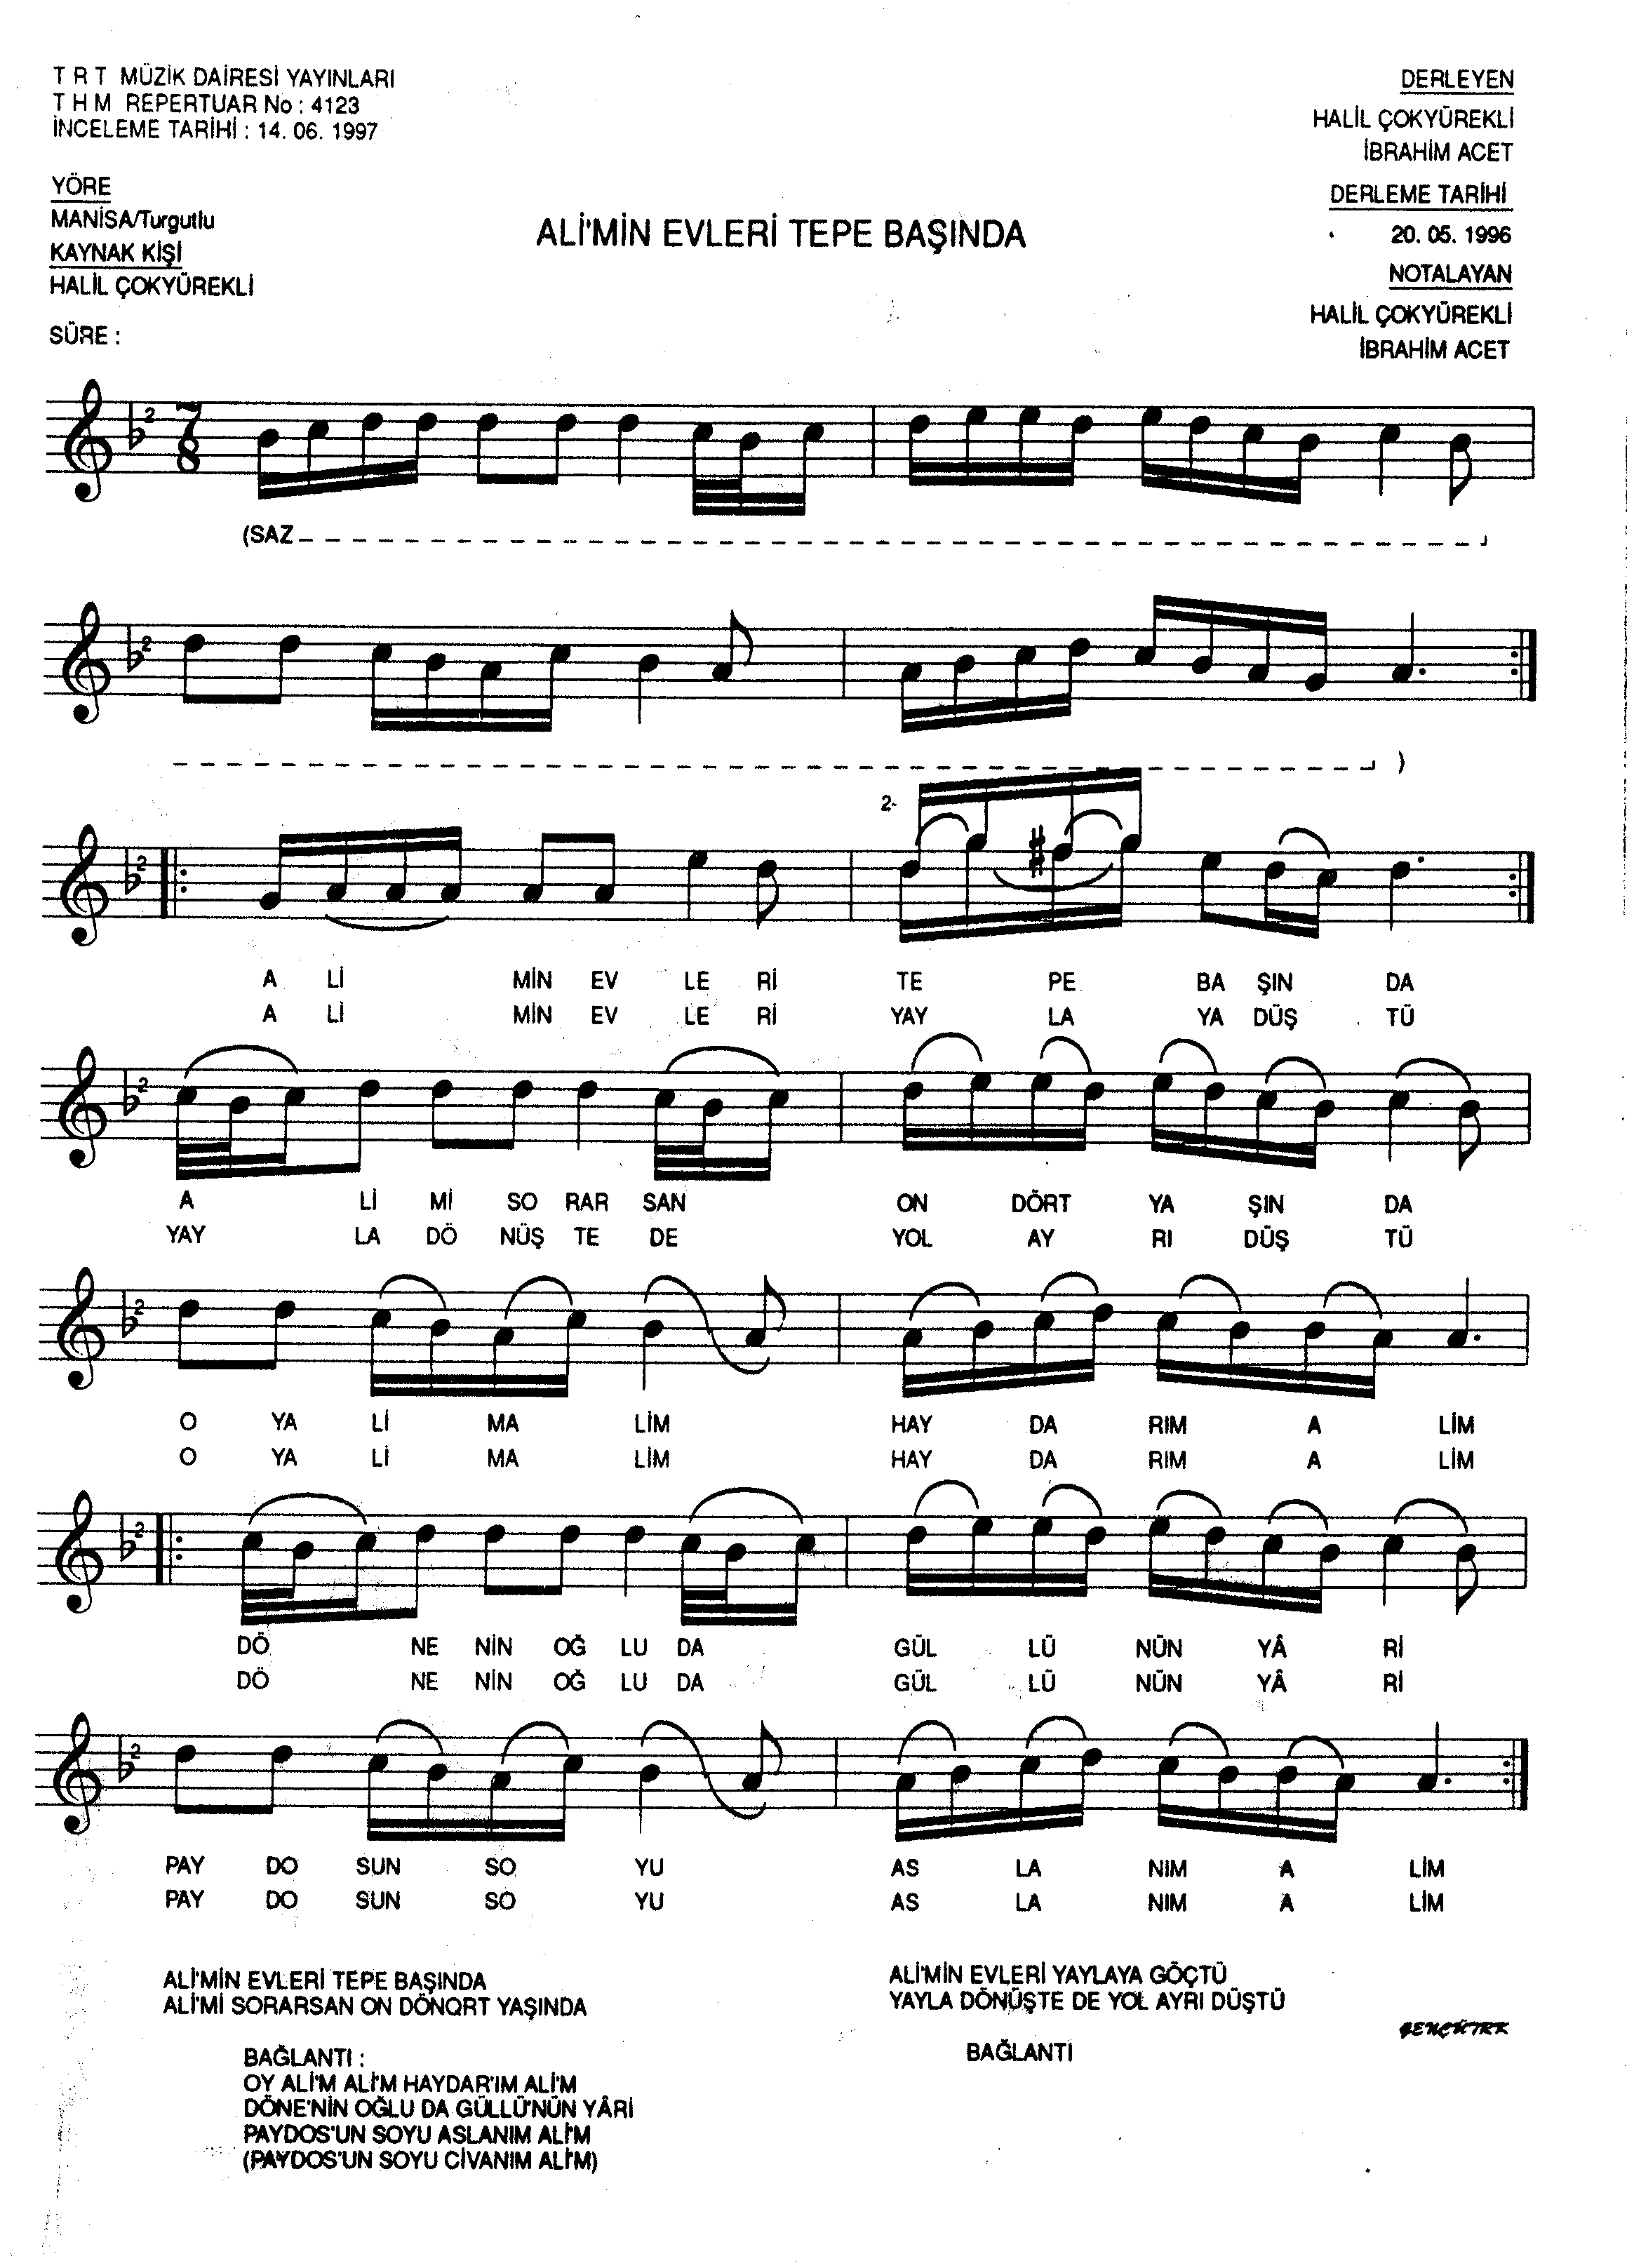 T R T MÜZİK DAİRESİ YAYINLARI
T H M REPERTUAR No : 4123
İNCELEME TARİHİ : 14. 06. 1997
YÖRE
MANİSA/Turgutlu
KAYNAK KİŞİ
HALİL ÇOKYÜREKLİ
SÜRE :
ALİ'MİN EVLERİ TEPE BAŞINDA
DERLEYEN
HALİL ÇOKYÜREKLİ
İBRAHİM ACET
DERLEME TARİHİ
20. 05. 1996
NOTALAYAN
HALİL ÇOKYÜREKLİ
İBRAHİM ACET
2
7
8
(SAZ
2
)
2
2-
A Lİ MİN EV LE Rİ TE PE BA ŞIN DA
A Lİ MİN EV LE Rİ YAY LA YA DÜŞ TÜ
2
A Lİ Mİ SO RAR SAN ON DÖRT YA ŞIN DA
YAY LA DÖ NÜŞ TE DE YOL AY RI DÜŞ TÜ
2
O YA Lİ MA LİM HAY DA RIM A LİM
O YA Lİ MA LİM HAY DA RIM A LİM
2
DÖ NE NİN OĞ LU DA GÜL LÜ NÜN YÂ Rİ
DÖ NE NİN OĞ LU DA GÜL LÜ NÜN YÂ Rİ
2
PAY DO SUN SO YU AS LA NIM A LİM
PAY DO SUN SO YU AS LA NIM A LİM
ALİ'MİN EVLERİ TEPE BAŞINDA
ALİ'Mİ SORARSAN ON DÖNQRT YAŞINDA
BAĞLANTI :
OY ALİ'M ALİ'M HAYDAR'IM ALİ'M
DÖNE'NİN OĞLU DA GÜLLÜ'NÜN YÂRİ
PAYDOS'UN SOYU ASLANIM ALİ'M
(PAYDOS'UN SOYU CİVANIM ALİ'M)
ALİ'MİN EVLERİ YAYLAYA GÖÇTÜ
YAYLA DÖNÜŞTE DE YOL AYRI DÜŞTÜ
BAĞLANTI
GENÇTÜRK